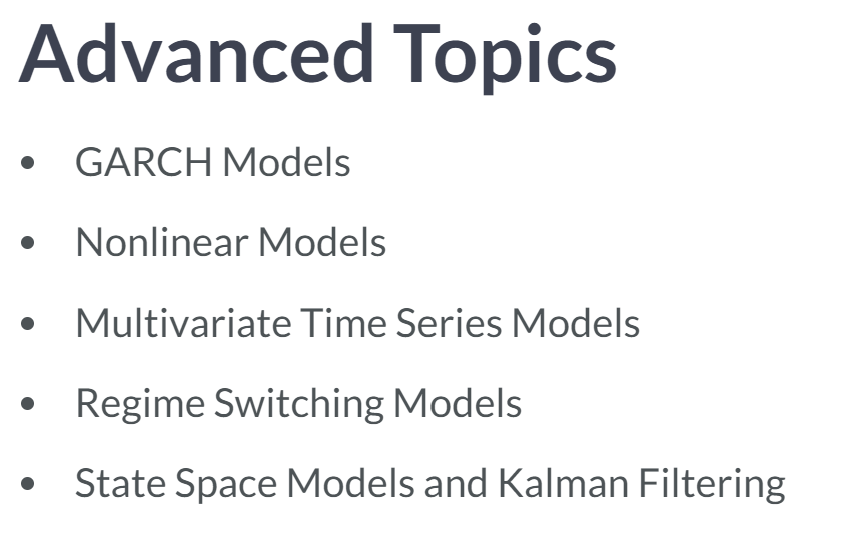 Advanced Topics
• GARCH Models
• Nonlinear Models
• Multivariate Time Series Models
• Regime Switching Models
• State Space Models and Kalman Filtering